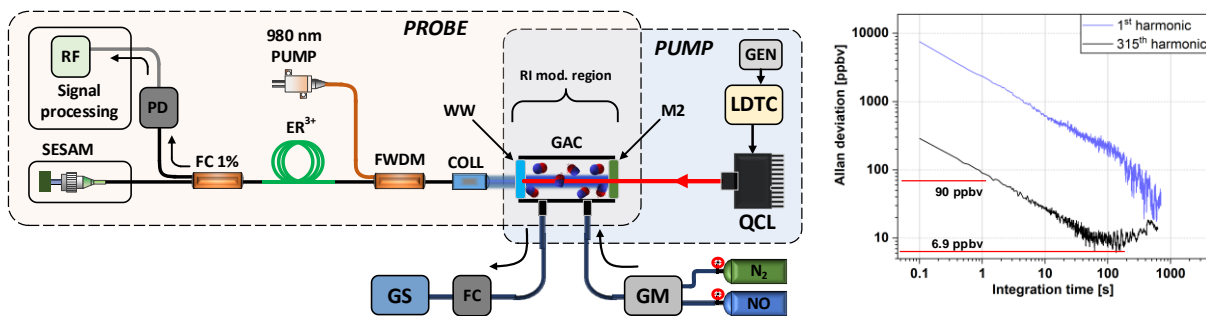 PROBE
RF
Signal
processing
PD
SESAM
FC 1%
ER3+
980 nm
PUMP
FWDM
COLL
PUMP
RI mod. region
WW
GAC
M2
GEN
LDTC
QCL
GS
FC
GM
N2
NO
1st harmonic
315th harmonic
Allan deviation [ppbv]
10000
1000
100
10
90 ppbv
6.9 ppbv
0.1
1
10
100
1000
Integration time [s]